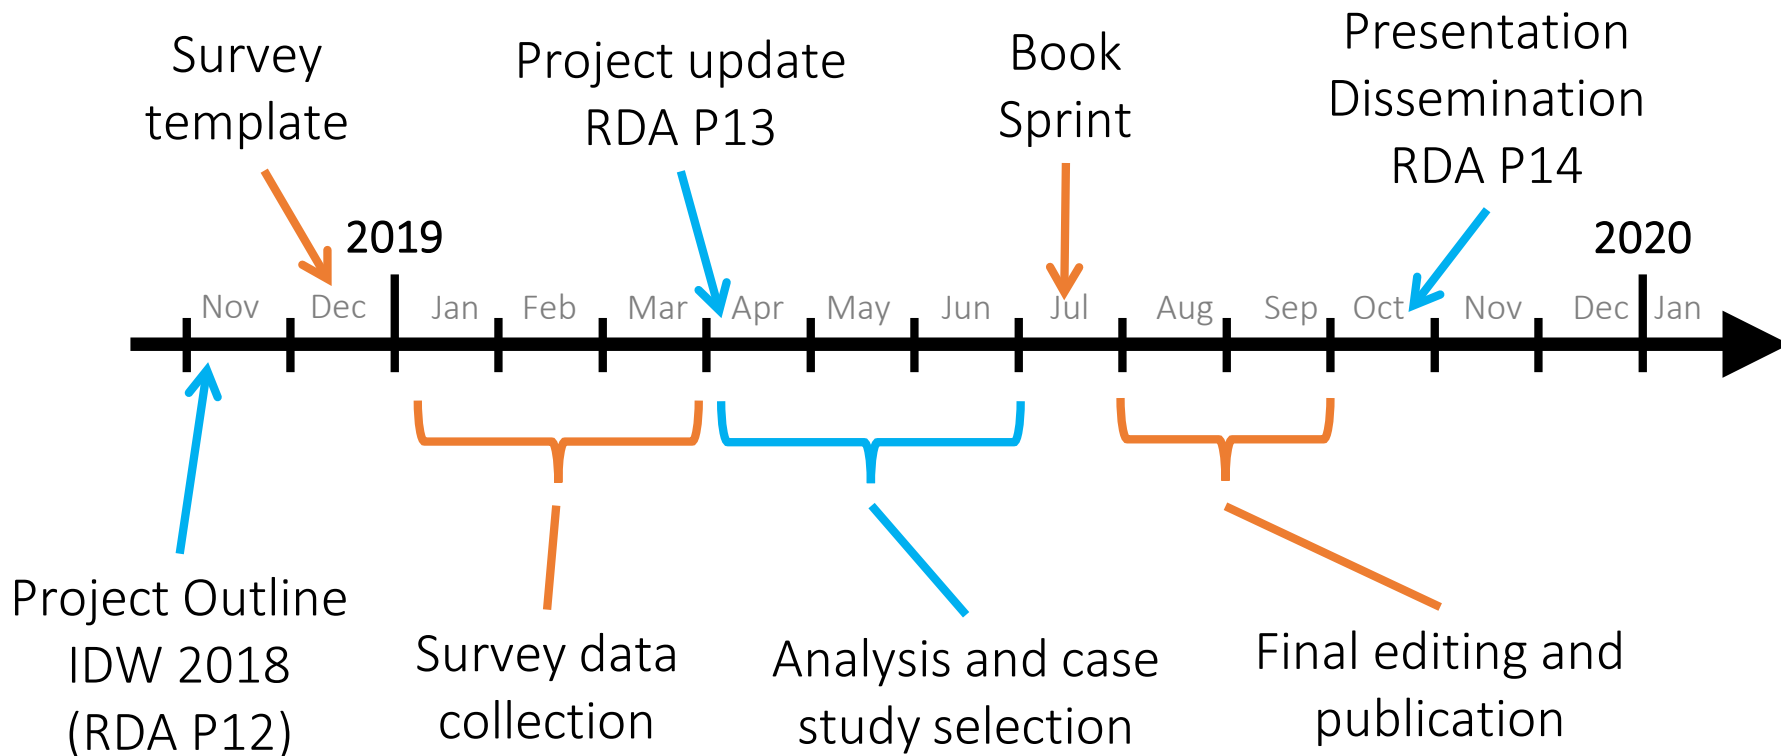 Survey
template
Project update
RDA P13
Book
Sprint
Presentation
Dissemination
RDA P14
2019
2020
Nov Dec Jan Feb Mar Apr May Jun Jul Aug Sep Oct Nov Dec Jan
Project Outline
IDW 2018
(RDA P12)
Survey data
collection
Analysis and case
study selection
Final editing and
publication